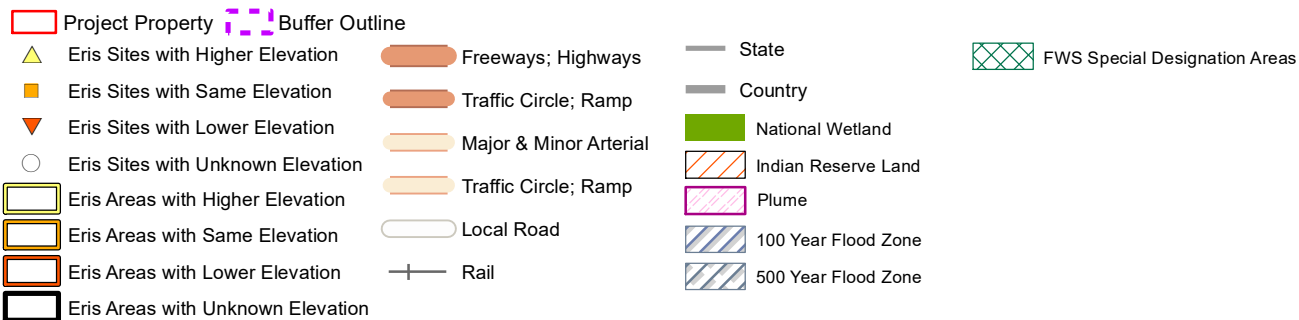 Project Property
Buffer Outline
Eris Sites with Higher Elevation
Eris Sites with Same Elevation
Eris Sites with Lower Elevation
Eris Sites with Unknown Elevation
Eris Areas with Higher Elevation
Eris Areas with Same Elevation
Eris Areas with Lower Elevation
Eris Areas with Unknown Elevation
Freeways; Highways
Traffic Circle; Ramp
Major & Minor Arterial
Traffic Circle; Ramp
Local Road
Rail
State
Country
National Wetland
Indian Reserve Land
Plume
100 Year Flood Zone
500 Year Flood Zone
FWS Special Designation Areas